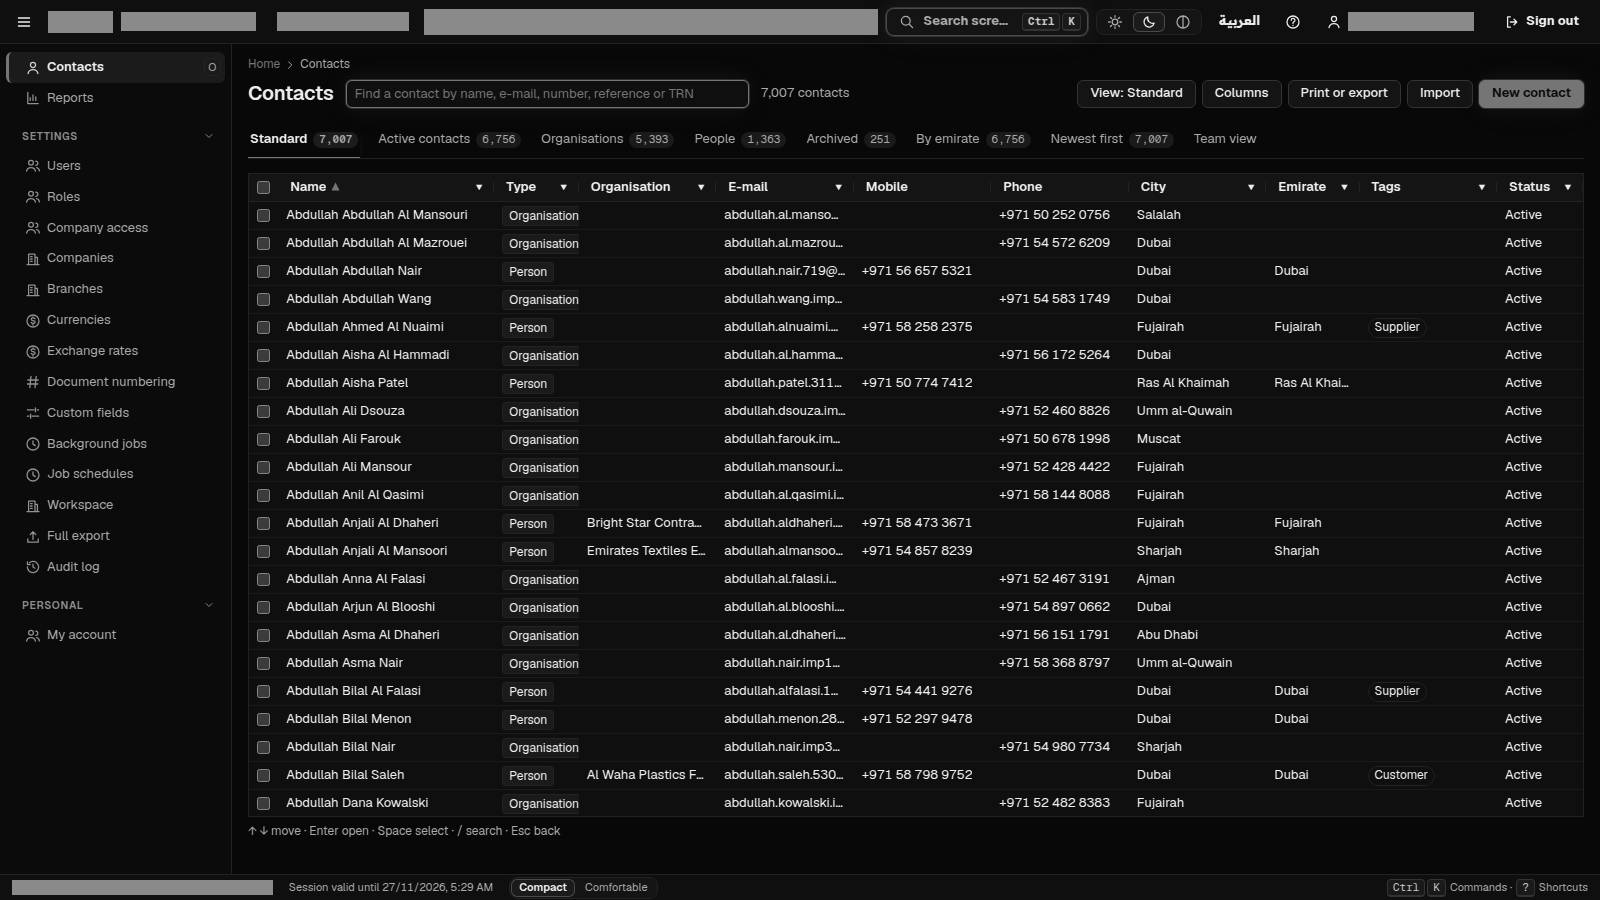 Search scre... Ctrl K العربية Sign out
Contacts O
Reports
SETTINGS
Users
Roles
Company access
Companies
Branches
Currencies
Exchange rates
Document numbering
Custom fields
Background jobs
Job schedules
Workspace
Full export
Audit log
PERSONAL
My account
Home > Contacts
Contacts Find a contact by name, e-mail, number, reference or TRN 7,007 contacts View: Standard Columns Print or export Import New contact
Standard 7,007 Active contacts 6,756 Organisations 5,393 People 1,363 Archived 251 By emirate 6,756 Newest first 7,007 Team view
Name Type Organisation E-mail Mobile Phone City Emirate Tags Status
Abdullah Abdullah Al Mansouri Organisation abdullah.al.manso... +971 50 252 0756 Salalah Active
Abdullah Abdullah Al Mazrouei Organisation abdullah.al.mazrou... +971 54 572 6209 Dubai Active
Abdullah Abdullah Nair Person abdullah.nair.719@... +971 56 657 5321 Dubai Dubai Active
Abdullah Abdullah Wang Organisation abdullah.wang.imp... +971 54 583 1749 Dubai Active
Abdullah Ahmed Al Nuaimi Person abdullah.alnuaimi.... +971 58 258 2375 Fujairah Fujairah Supplier Active
Abdullah Aisha Al Hammadi Organisation abdullah.al.hamma... +971 56 172 5264 Dubai Active
Abdullah Aisha Patel Person abdullah.patel.311... +971 50 774 7412 Ras Al Khaimah Ras Al Khai... Active
Abdullah Ali Dsouza Organisation abdullah.dsouza.im... +971 52 460 8826 Umm al-Quwain Active
Abdullah Ali Farouk Organisation abdullah.farouk.im... +971 50 678 1998 Muscat Active
Abdullah Ali Mansour Organisation abdullah.mansour.i... +971 52 428 4422 Fujairah Active
Abdullah Anil Al Qasimi Organisation abdullah.al.qasimi.i... +971 58 144 8088 Fujairah Active
Abdullah Anjali Al Dhaheri Person Bright Star Contra... abdullah.aldhaheri.... +971 58 473 3671 Fujairah Fujairah Active
Abdullah Anjali Al Mansoori Person Emirates Textiles E... abdullah.almansoo... +971 54 857 8239 Sharjah Sharjah Active
Abdullah Anna Al Falasi Organisation abdullah.al.falasi.i... +971 52 467 3191 Ajman Active
Abdullah Arjun Al Blooshi Organisation abdullah.al.blooshi.... +971 54 897 0662 Dubai Active
Abdullah Asma Al Dhaheri Organisation abdullah.al.dhaheri.... +971 56 151 1791 Abu Dhabi Active
Abdullah Asma Nair Organisation abdullah.nair.imp1... +971 58 368 8797 Umm al-Quwain Active
Abdullah Bilal Al Falasi Person abdullah.alfalasi.1... +971 54 441 9276 Dubai Dubai Supplier Active
Abdullah Bilal Menon Person abdullah.menon.28... +971 52 297 9478 Dubai Dubai Active
Abdullah Bilal Nair Organisation abdullah.nair.imp3... +971 54 980 7734 Sharjah Active
Abdullah Bilal Saleh Person Al Waha Plastics F... abdullah.saleh.530... +971 58 798 9752 Dubai Dubai Customer Active
Abdullah Dana Kowalski Organisation abdullah.kowalski.i... +971 52 482 8383 Fujairah Active
↑↓ move · Enter open · Space select · / search · Esc back
Session valid until 27/11/2026, 5:29 AM Compact Comfortable Ctrl K Commands · ? Shortcuts